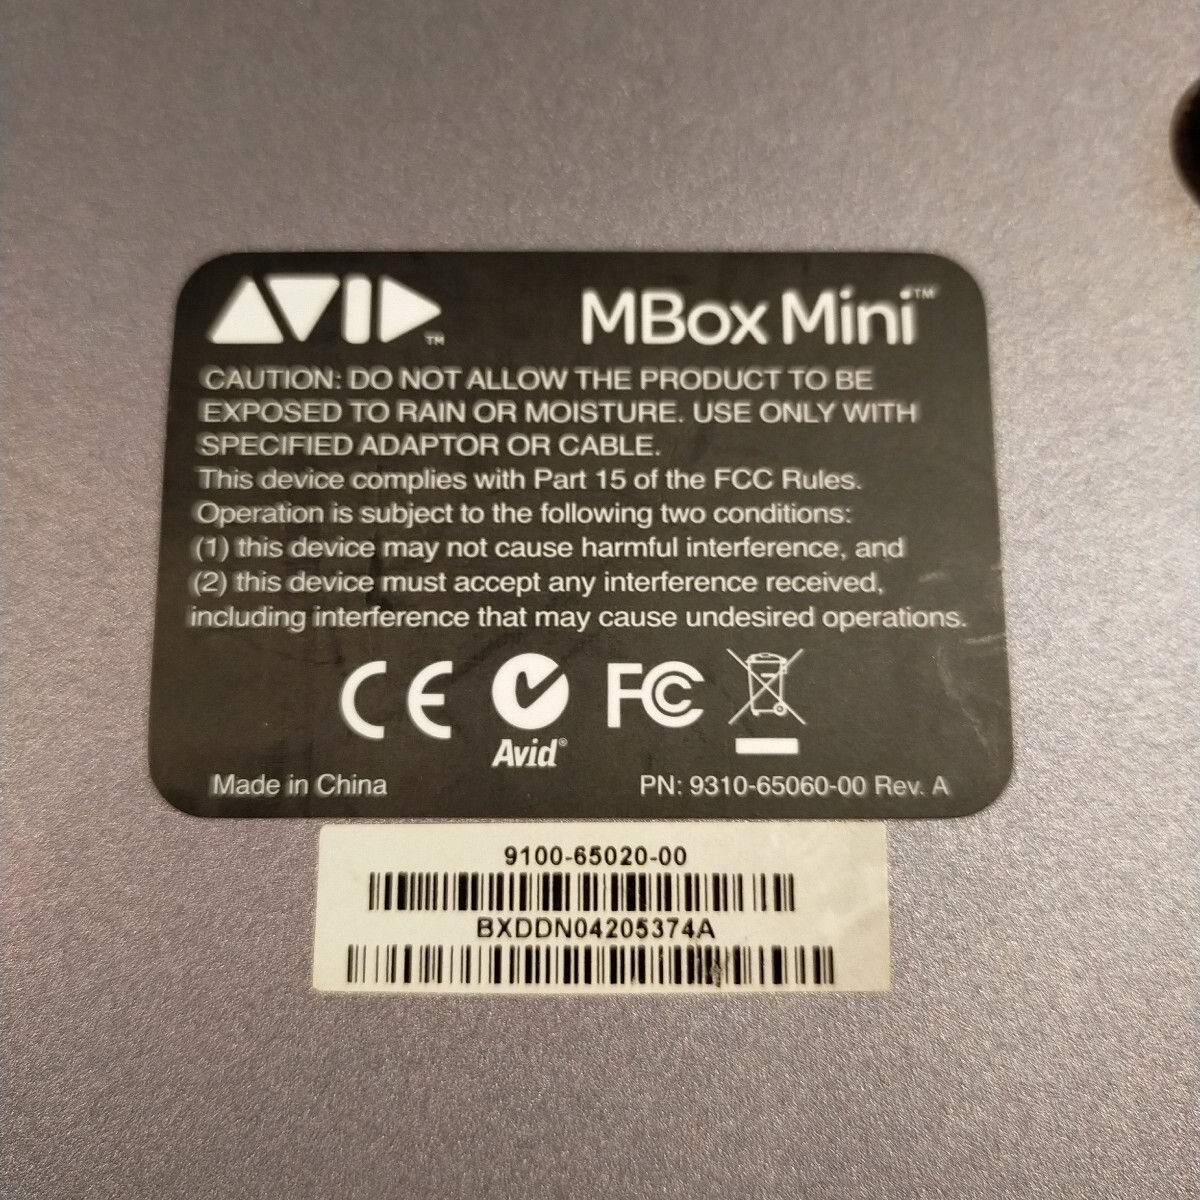 AVID™ MBox Mini™
CAUTION: DO NOT ALLOW THE PRODUCT TO BE
EXPOSED TO RAIN OR MOISTURE. USE ONLY WITH
SPECIFIED ADAPTOR OR CABLE.
This device complies with Part 15 of the FCC Rules.
Operation is subject to the following two conditions:
(1) this device may not cause harmful interference, and
(2) this device must accept any interference received,
including interference that may cause undesired operations.
CE FC
Avid®
Made in China PN: 9310-65060-00 Rev. A
9100-65020-00
BXDDN04205374A